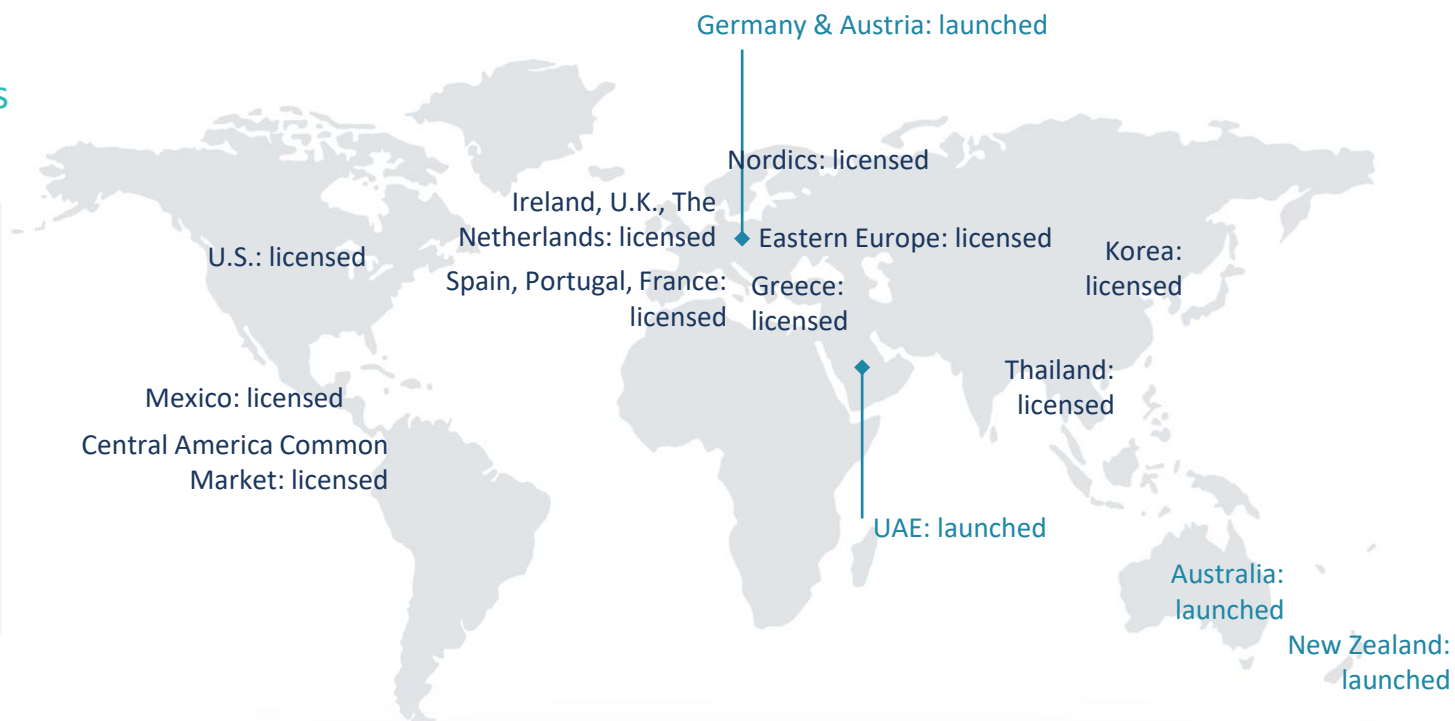 Germany & Austria: launched
S
Nordics: licensed
Ireland, U.K., The
Netherlands: licensed
Eastern Europe: licensed
U.S.: licensed
Korea:
licensed
Spain, Portugal, France:
licensed
Greece:
licensed
Thailand:
licensed
Mexico: licensed
Central America Common
Market: licensed
UAE: launched
Australia:
launched
New Zealand:
launched